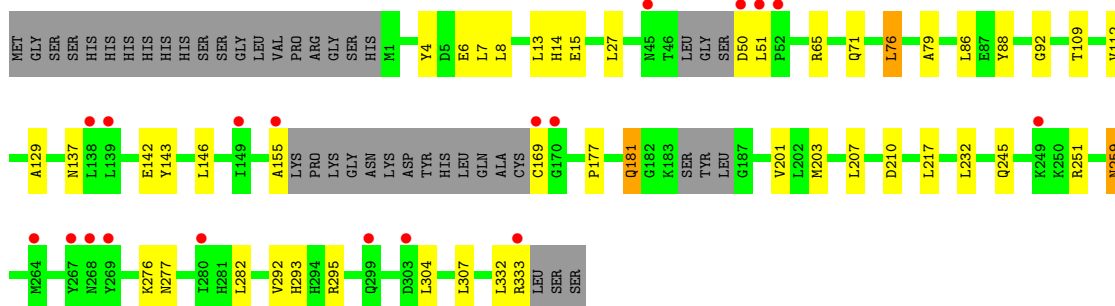 MET GLY SER SER HIS HIS HIS HIS HIS HIS SER SER GLY LEU VAL PRO ARG GLY SER HIS M1 Y4 D5 E6 L7 L8 L13 H14 E15 L27 N45 T46 LEU GLY SER D50 L51 P52 R65 Q71 L76 A79 L86 E87 Y88 G92 T109
A129 N137 L138 L139 E142 Y143 L146 I149 A155 LYS PRO LYS GLY ASN LYS ASP TYR HIS LEU GLN ALA CYS C169 G170 P177 Q181 G182 K183 SER TYR LEU G187 V201 L202 M203 L207 D210 L217 L232 Q245 K249 K250 R251 N259
M264 Y267 N268 Y269 K276 N277 I280 H281 L282 V292 H293 H294 R295 Q299 D303 L304 L307 L332 R333 LEU SER SER